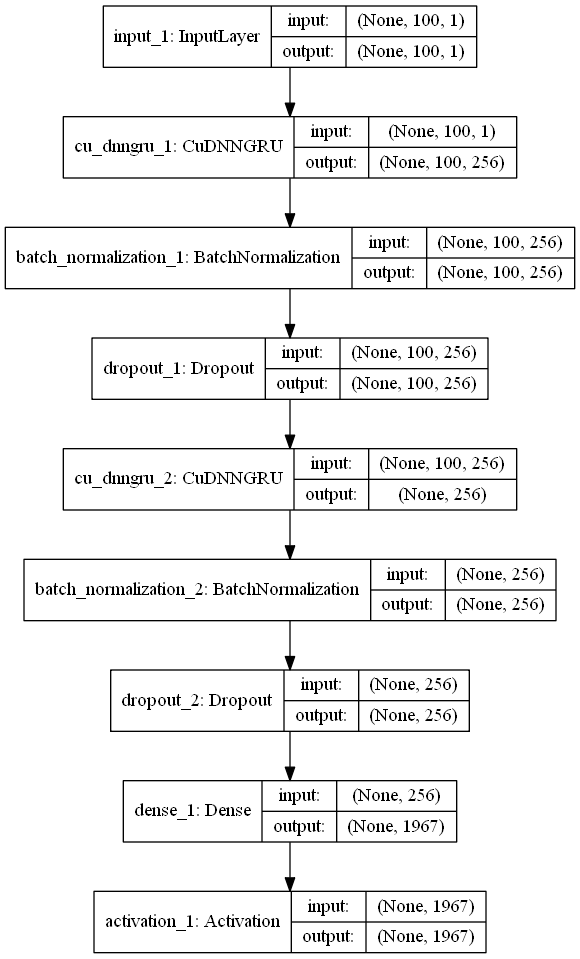 input_1: InputLayer
input: (None, 100, 1)
output: (None, 100, 1)
cu_dnngru_1: CuDNNGRU
input: (None, 100, 1)
output: (None, 100, 256)
batch_normalization_1: BatchNormalization
input: (None, 100, 256)
output: (None, 100, 256)
dropout_1: Dropout
input: (None, 100, 256)
output: (None, 100, 256)
cu_dnngru_2: CuDNNGRU
input: (None, 100, 256)
output: (None, 256)
batch_normalization_2: BatchNormalization
input: (None, 256)
output: (None, 256)
dropout_2: Dropout
input: (None, 256)
output: (None, 256)
dense_1: Dense
input: (None, 256)
output: (None, 1967)
activation_1: Activation
input: (None, 1967)
output: (None, 1967)